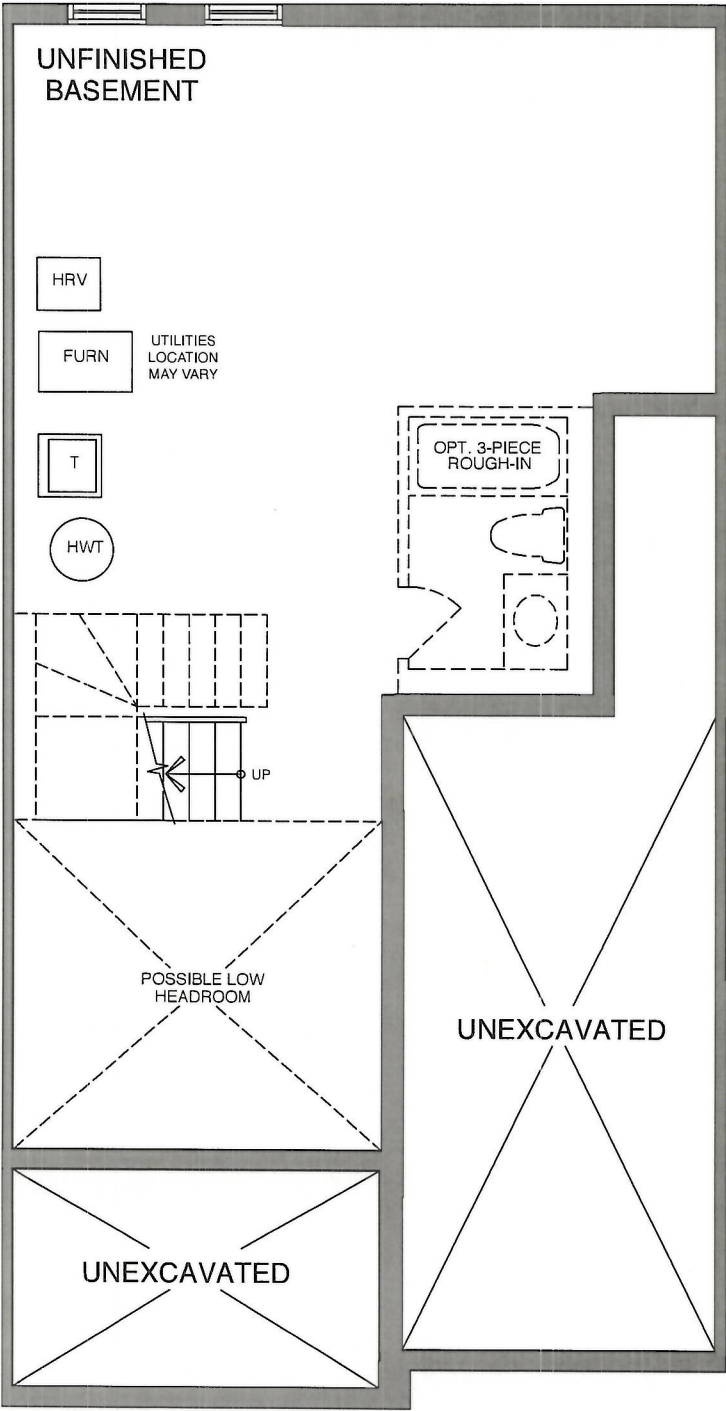 UNFINISHED
BASEMENT
HRV
FURN
UTILITIES
LOCATION
MAY VARY
T
HWT
OPT. 3-PIECE
ROUGH-IN
UP
POSSIBLE LOW
HEADROOM
UNEXCAVATED
UNEXCAVATED